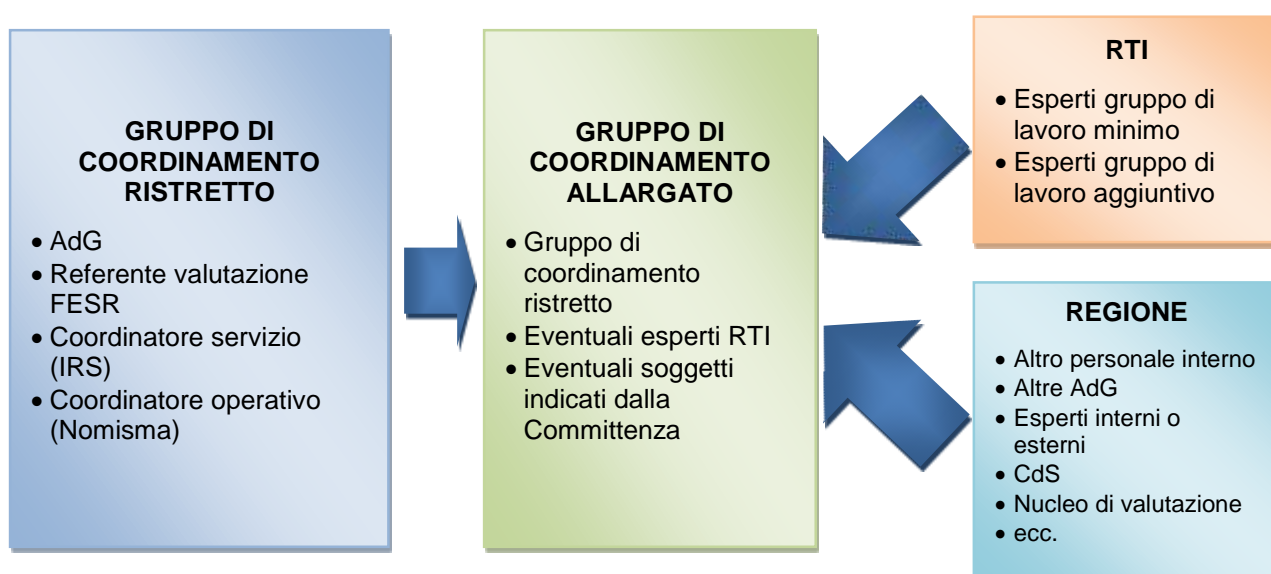 GRUPPO DI
COORDINAMENTO
RISTRETTO
• AdG
• Referente valutazione
FESR
• Coordinatore servizio
(IRS)
• Coordinatore operativo
(Nomisma)
GRUPPO DI
COORDINAMENTO
ALLARGATO
• Gruppo di
coordinamento
ristretto
• Eventuali esperti RTI
• Eventuali soggetti
indicati dalla
Committenza
RTI
• Esperti gruppo di
lavoro minimo
• Esperti gruppo di
lavoro aggiuntivo
REGIONE
• Altro personale interno
• Altre AdG
• Esperti interni o
esterni
• CdS
• Nucleo di valutazione
• ecc.